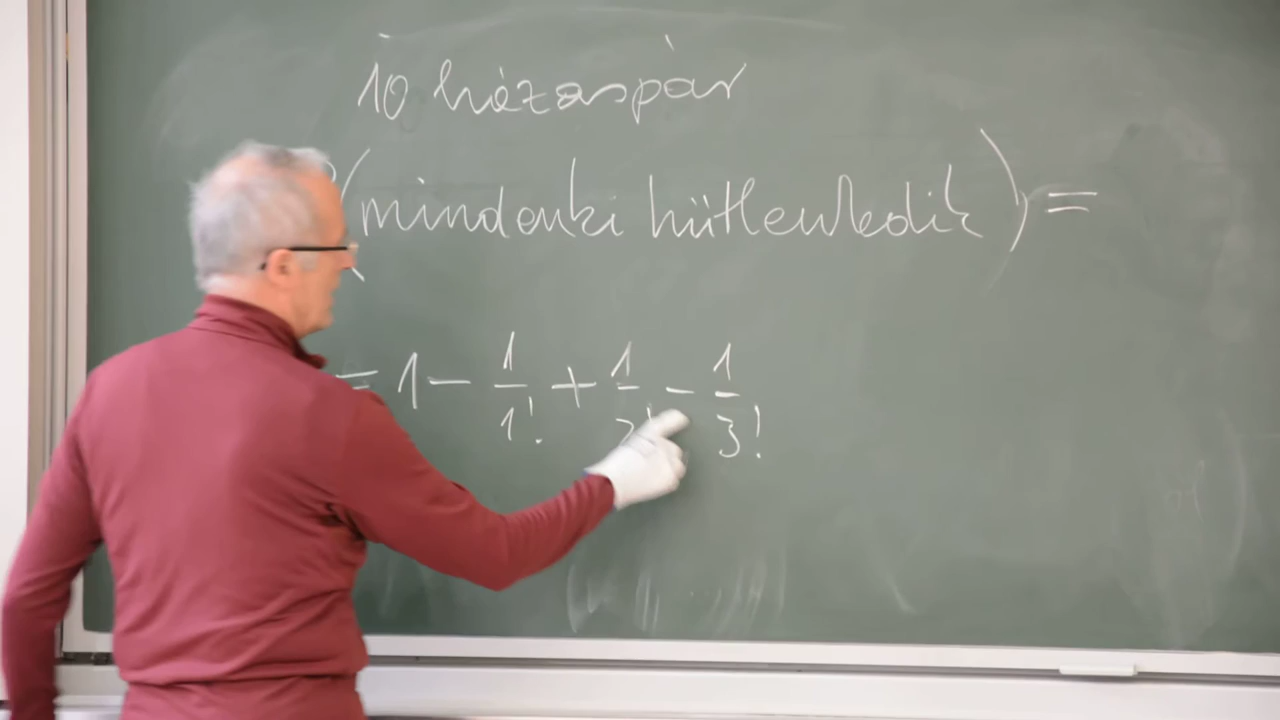 10 házaspár
P(mindenki hűtlenkedik) =
= 1 - 1/1! + 1/2! - 1/3!